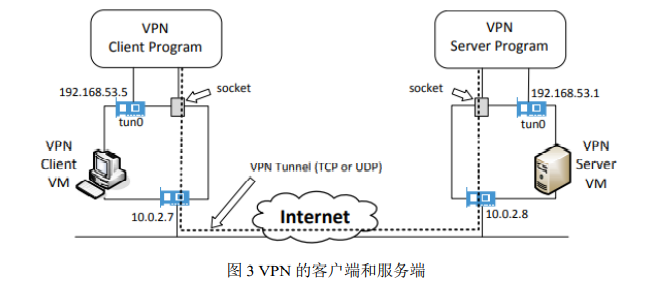 VPN
Client Program
VPN
Server Program
192.168.53.5
socket
socket
192.168.53.1
tun0
tun0
VPN
Client
VM
VPN Tunnel (TCP or UDP)
VPN
Server
VM
10.0.2.7
Internet
10.0.2.8
图 3 VPN 的客户端和服务端